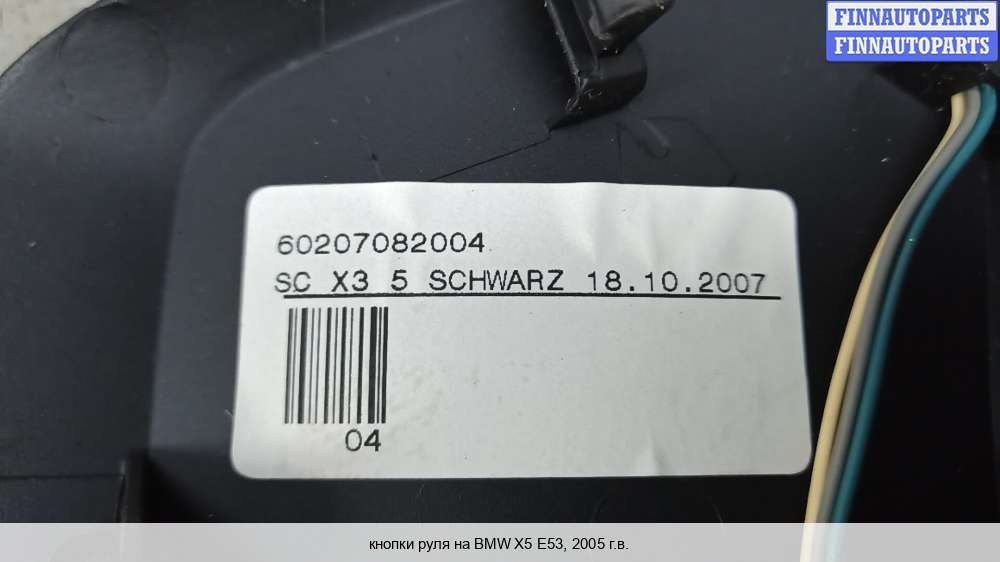 FINNAUTOPARTS
FINNAUTOPARTS
60207082004
SC X3 5 SCHWARZ 18.10.2007
04
кнопки руля на BMW X5 E53, 2005 г.в.